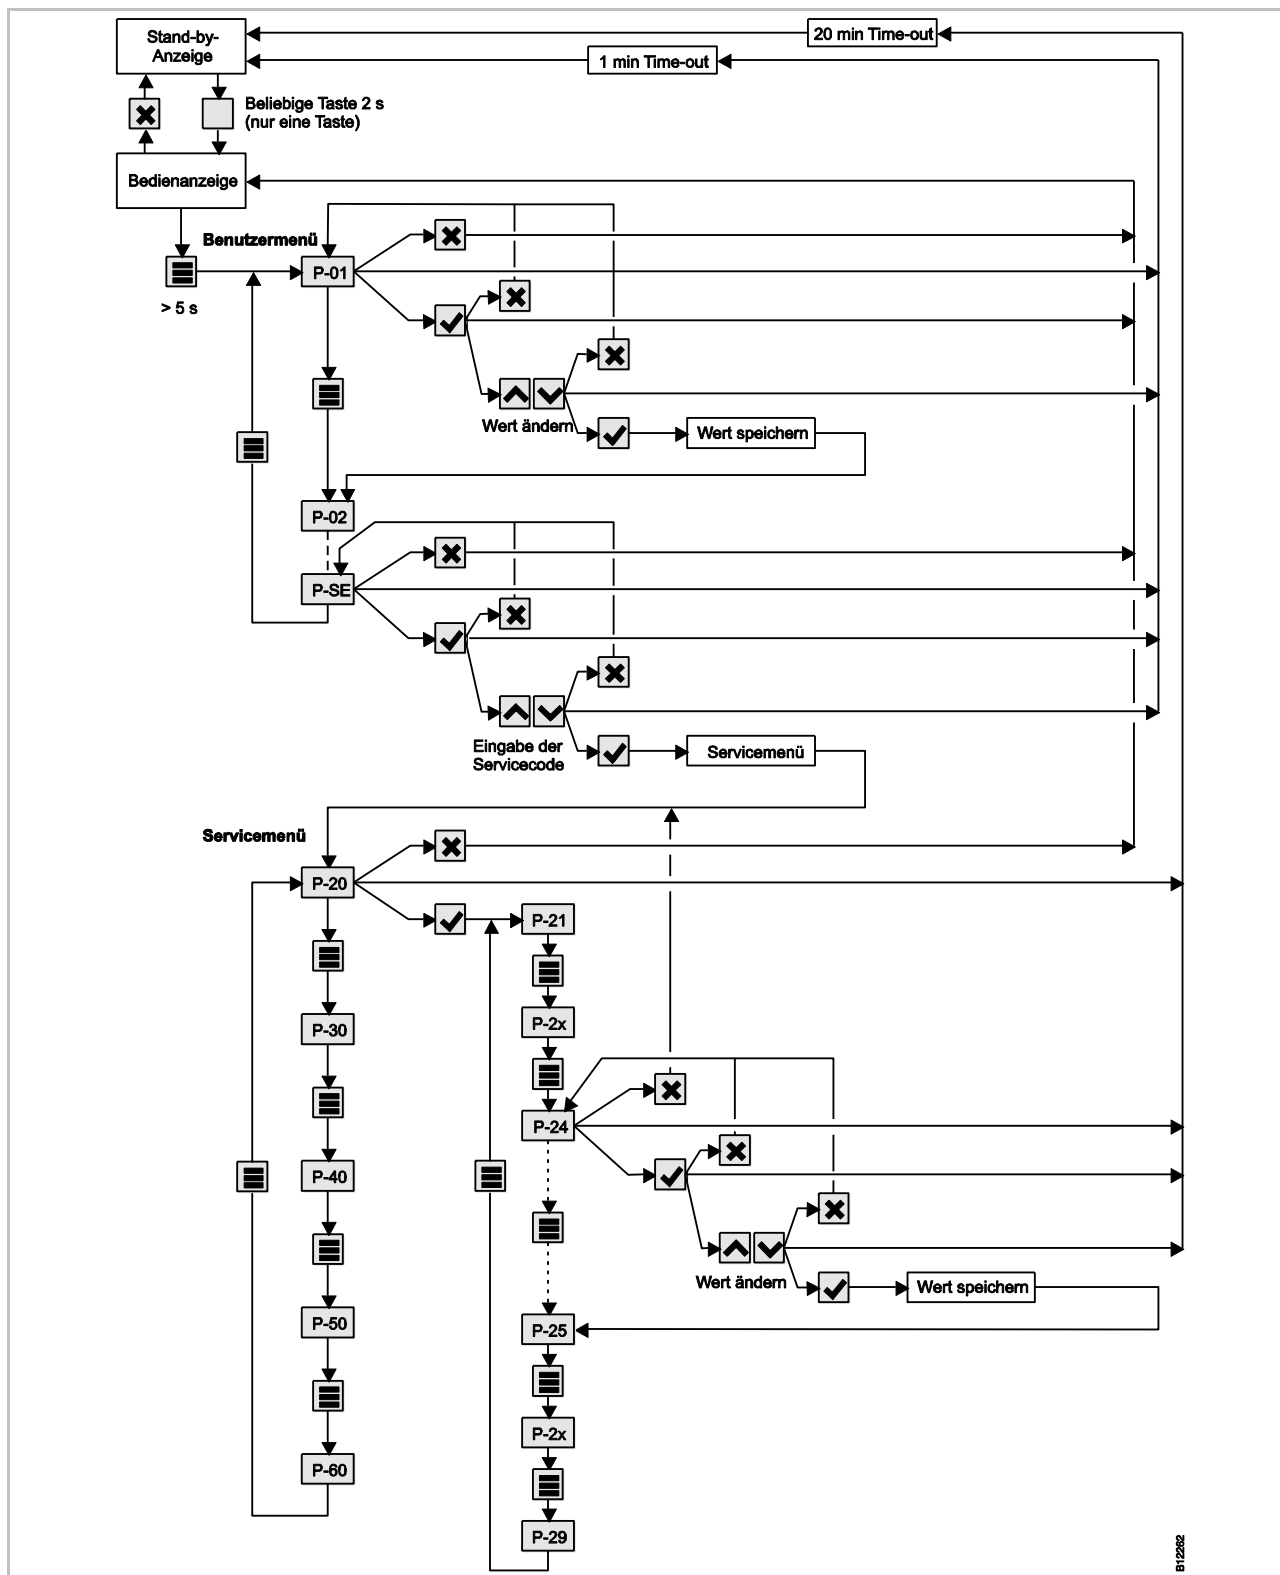 Stand-by-
Anzeige
20 min Time-out
1 min Time-out
Beliebige Taste 2 s
(nur eine Taste)
Bedienanzeige
Benutzermenü
P-01
> 5 s
Wert ändern
Wert speichern
P-02
P-SE
Eingabe der
Servicecode
Servicemenü
Servicemenü
P-20
P-21
P-2x
P-30
P-24
P-40
Wert ändern
Wert speichern
P-50
P-25
P-2x
P-60
P-29
B12262